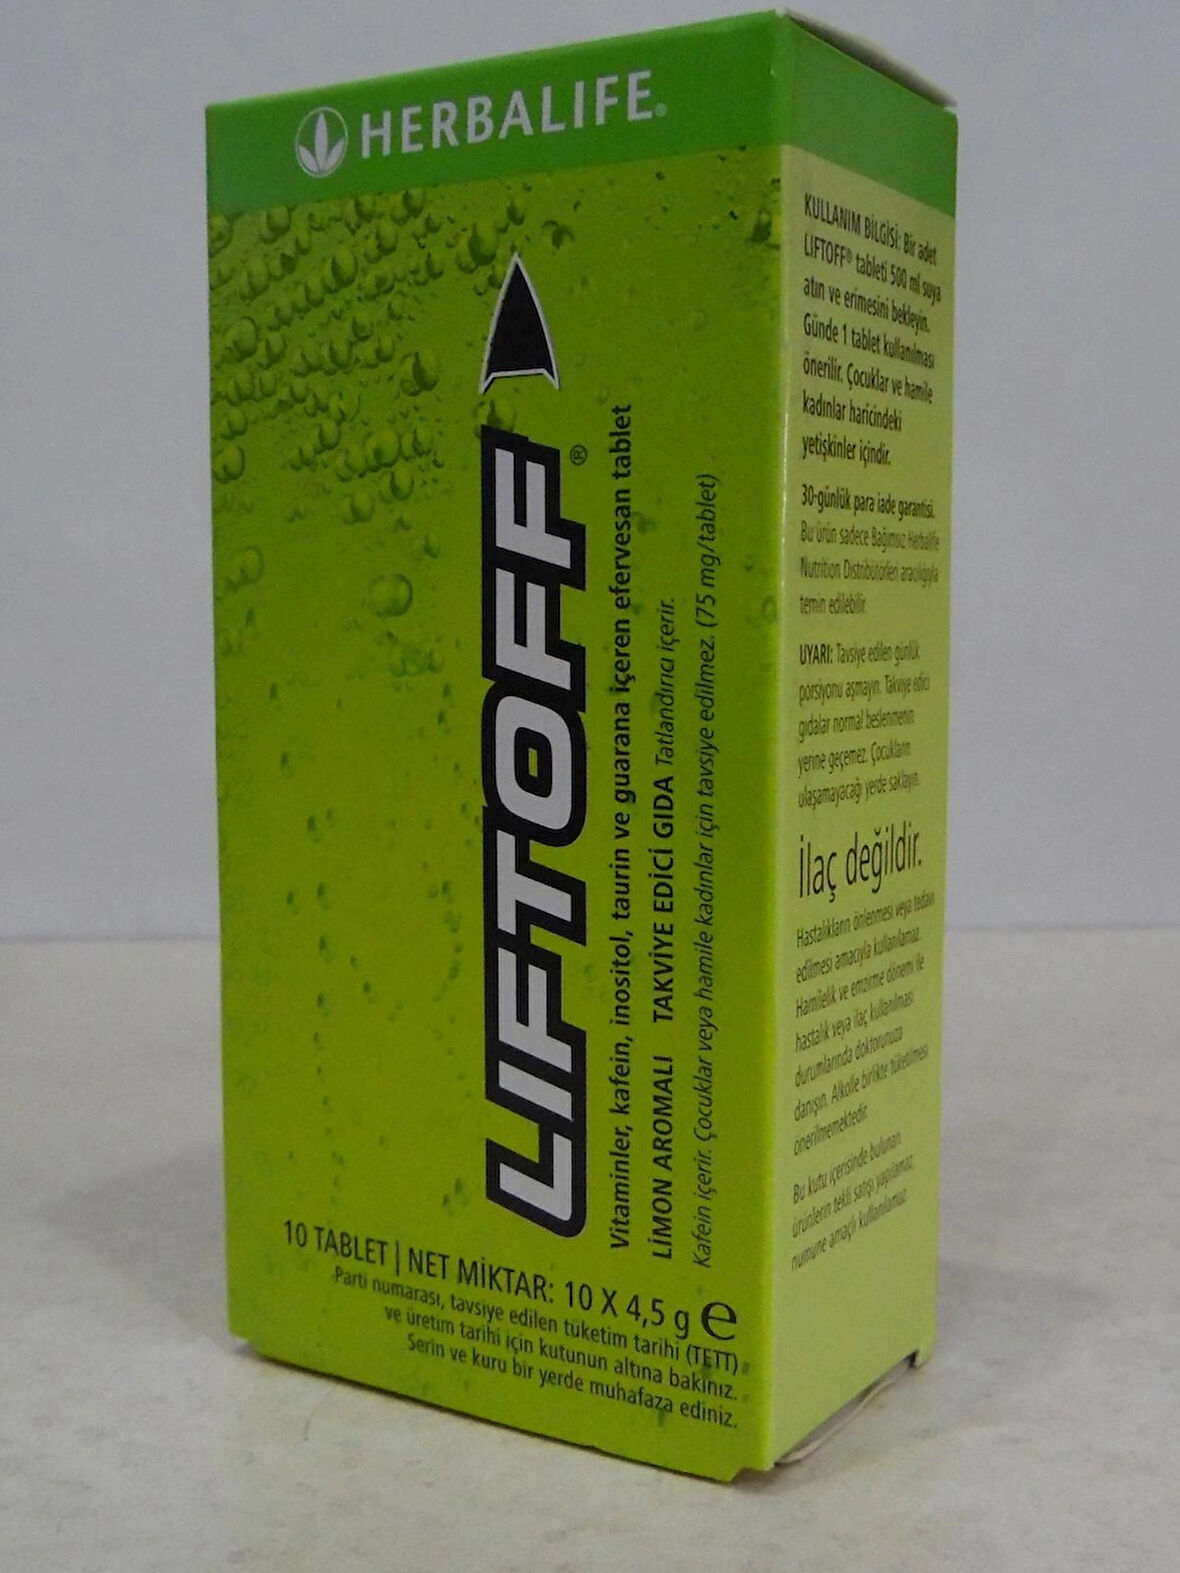 HERBALIFE®
LIFTOFF®
Vitaminler, kafein, inositol, taurin ve guarana içeren efervesan tablet
LİMON AROMALI TAKVİYE EDİCİ GIDA Tatlandırıcı içerir.
Kafein içerir. Çocuklar veya hamile kadınlar için tavsiye edilmez. (75 mg/tablet)
10 TABLET | NET MİKTAR: 10 X 4,5 g e
Parti numarası, tavsiye edilen tüketim tarihi (TETT)
ve üretim tarihi için kutunun altına bakınız.
Serin ve kuru bir yerde muhafaza ediniz.
KULLANIM BİLGİSİ: Bir adet
LIFTOFF® tableti 500 ml suya
atın ve erimesini bekleyin.
Günde 1 tablet kullanılması
önerilir. Çocuklar ve hamile
kadınlar haricindeki
yetişkinler içindir.
30-günlük para iade garantisi.
Bu ürün sadece Bağımsız Herbalife
Nutrition Distribütörleri aracılığıyla
temin edilebilir.
UYARI: Tavsiye edilen günlük
porsiyonu aşmayın. Takviye edici
gıdalar normal beslenmenin
yerine geçemez. Çocukların
ulaşamayacağı yerde saklayın.
İlaç değildir.
Hastalıkların önlenmesi veya tedavi
edilmesi amacıyla kullanılamaz.
Hamilelik ve emzirme dönemi ile
hastalık veya ilaç kullanılması
durumlarında doktorunuza
danışın. Alkolle birlikte tüketilmesi
önerilmemektedir.
Bu kutu içerisinde bulunan
ürünlerin tekli satışı yapılamaz,
numune amaçlı kullanılamaz.